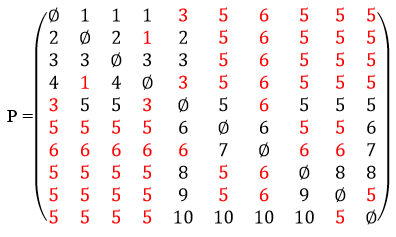 ∅ 1 1 1 3 5 6 5 5 5
2 ∅ 2 1 2 5 6 5 5 5
3 3 ∅ 3 3 5 6 5 5 5
4 1 4 ∅ 3 5 6 5 5 5
P = 3 5 5 3 ∅ 5 6 5 5 5
5 5 5 5 6 ∅ 6 5 5 6
6 6 6 6 6 7 ∅ 6 6 7
5 5 5 5 8 5 6 ∅ 8 8
5 5 5 5 9 5 6 9 ∅ 5
5 5 5 5 10 10 10 10 5 ∅